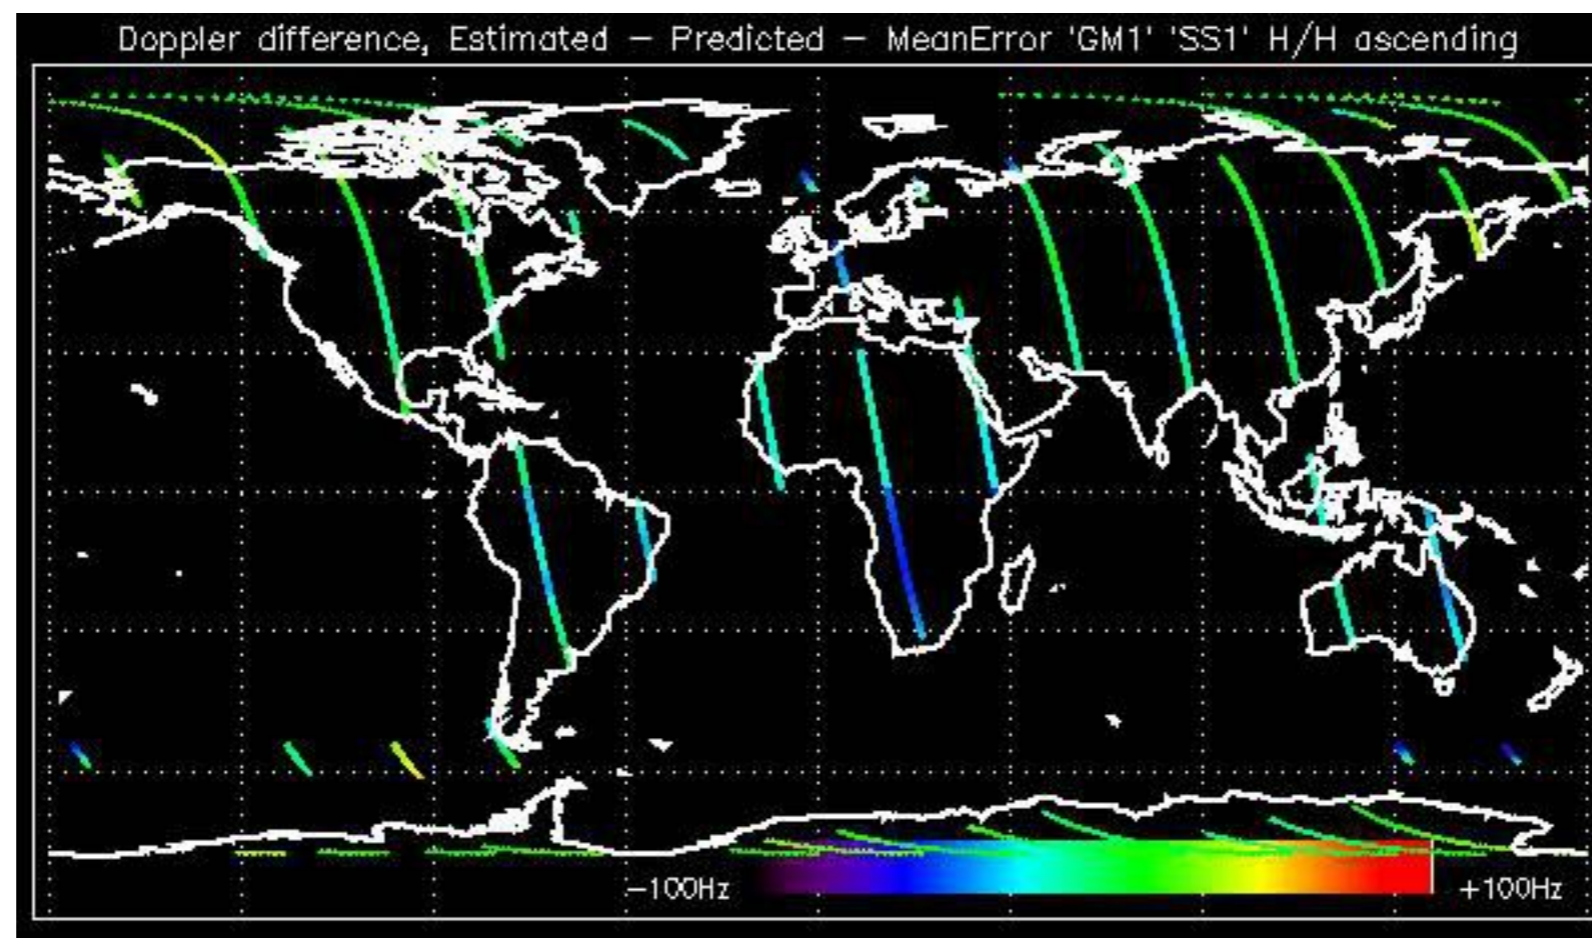 Doppler difference, Estimated – Predicted – MeanError 'GM1' 'SS1' H/H ascending
-100Hz +100Hz